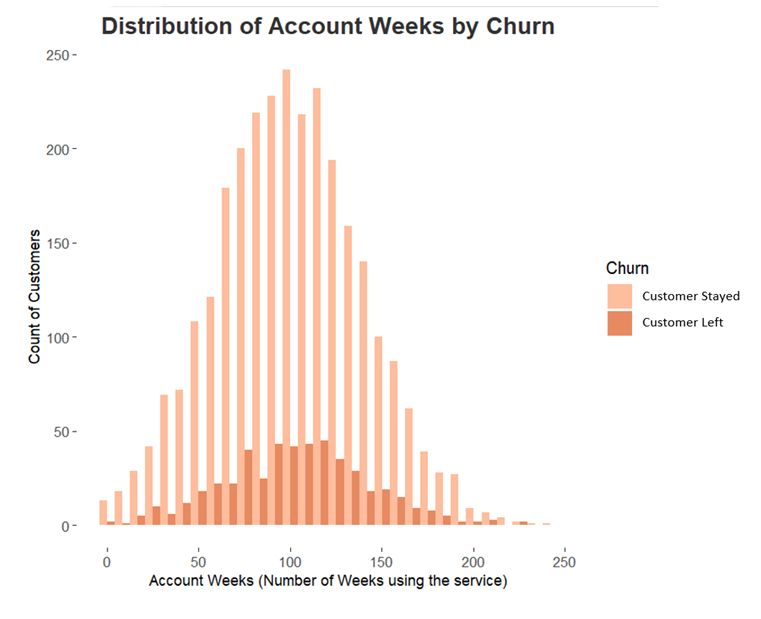 Distribution of Account Weeks by Churn
250
200
150
100
50
0
Count of Customers
0 50 100 150 200 250
Account Weeks (Number of Weeks using the service)
Churn
Customer Stayed
Customer Left